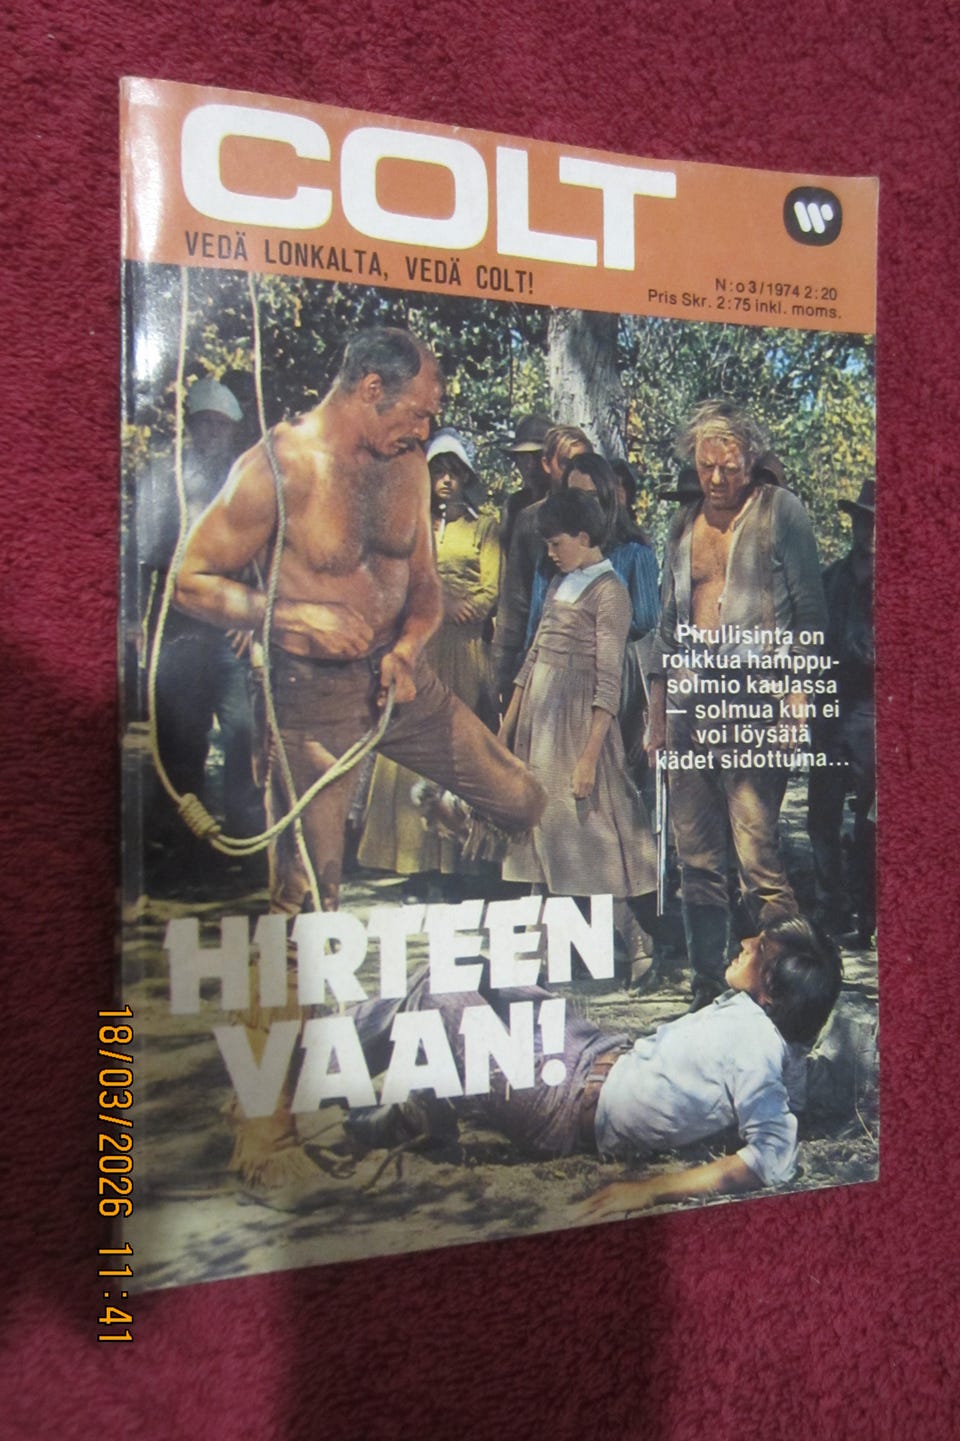 COLT
VEDÄ LONKALTA, VEDÄ COLT!
N:o 3/1974 2:20
Pris Skr. 2:75 inkl. moms.
Pirullisinta on
roikkua hamppu-
solmio kaulassa
— solmua kun ei
voi löysätä
kädet sidottuina...
HIRTEEN
VAAN!
18/03/2026 11:41